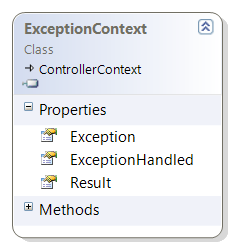 ExceptionContext
Class
ControllerContext
Properties
Exception
ExceptionHandled
Result
Methods